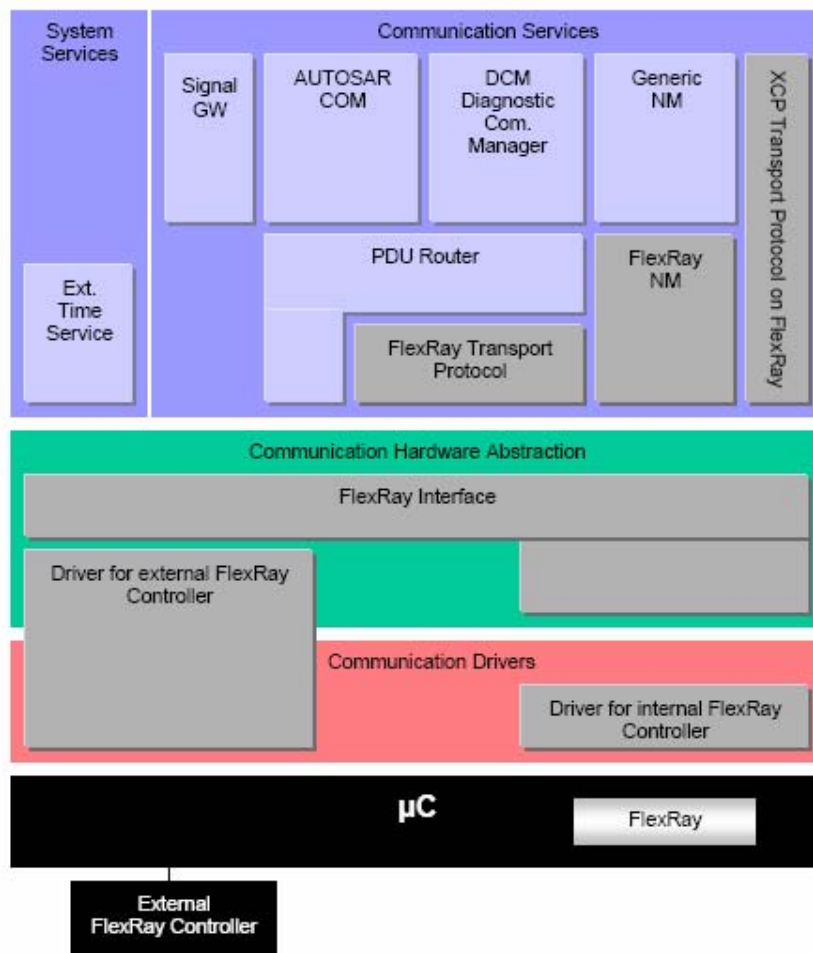 System
Services
Communication Services
Signal
GW
AUTOSAR
COM
DCM
Diagnostic
Com.
Manager
Generic
NM
XCP Transport Protocol on FlexRay
Ext.
Time
Service
PDU Router
FlexRay
NM
FlexRay Transport
Protocol
Communication Hardware Abstraction
FlexRay Interface
Driver for external FlexRay
Controller
Communication Drivers
Driver for internal FlexRay
Controller
µC
FlexRay
External
FlexRay Controller